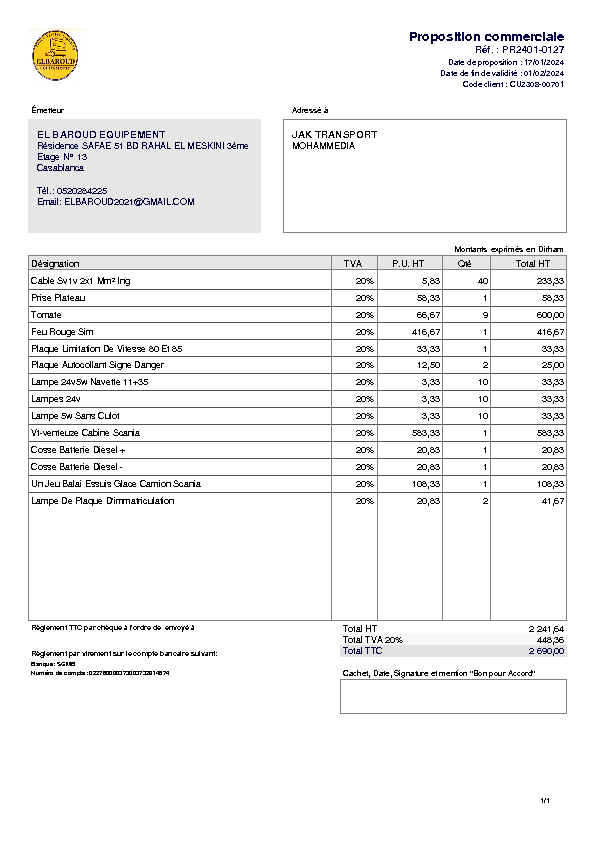 ELBAROUD
EQUIPEMENTS
Proposition commerciale
Réf. : PR2401-0127
Date de proposition : 17/01/2024
Date de fin de validité : 01/02/2024
Code client : CU2308-00701
Émetteur
Adressé à
EL BAROUD EQUIPEMENT
Résidence SAFAE 51 BD RAHAL EL MESKINI 3éme
Etage N° 13
Casablanca
Tél.: 0520284225
Email: ELBAROUD2021@GMAIL.COM
JAK TRANSPORT
MOHAMMEDIA
Montants exprimés en Dirham
Désignation TVA P.U. HT Qté Total HT
Cable Sv1v 2x1 Mm² Ing 20% 5,83 40 233,33
Prise Plateau 20% 58,33 1 58,33
Tomate 20% 66,67 9 600,00
Feu Rouge Sim 20% 416,67 1 416,67
Plaque Limitation De Vitesse 80 Et 85 20% 33,33 1 33,33
Plaque Autocollant Signe Danger 20% 12,50 2 25,00
Lampe 24v5w Navette 11+35 20% 3,33 10 33,33
Lampes 24v 20% 3,33 10 33,33
Lampe 5w Sans Culot 20% 3,33 10 33,33
Vt-venteuze Cabine Scania 20% 583,33 1 583,33
Cosse Batterie Diesel + 20% 20,83 1 20,83
Cosse Batterie Diesel - 20% 20,83 1 20,83
Un Jeu Balai Essuis Glace Camion Scania 20% 108,33 1 108,33
Lampe De Plaque D'immatriculation 20% 20,83 2 41,67
Règlement TTC par chèque à l'ordre de envoyé à
Total HT 2 241,64
Total TVA 20% 448,36
Total TTC 2 690,00
Règlement par virement sur le compte bancaire suivant:
Banque: SGMB
Numéro de compte:
Cachet, Date, Signature et mention "Bon pour Accord"
1/1